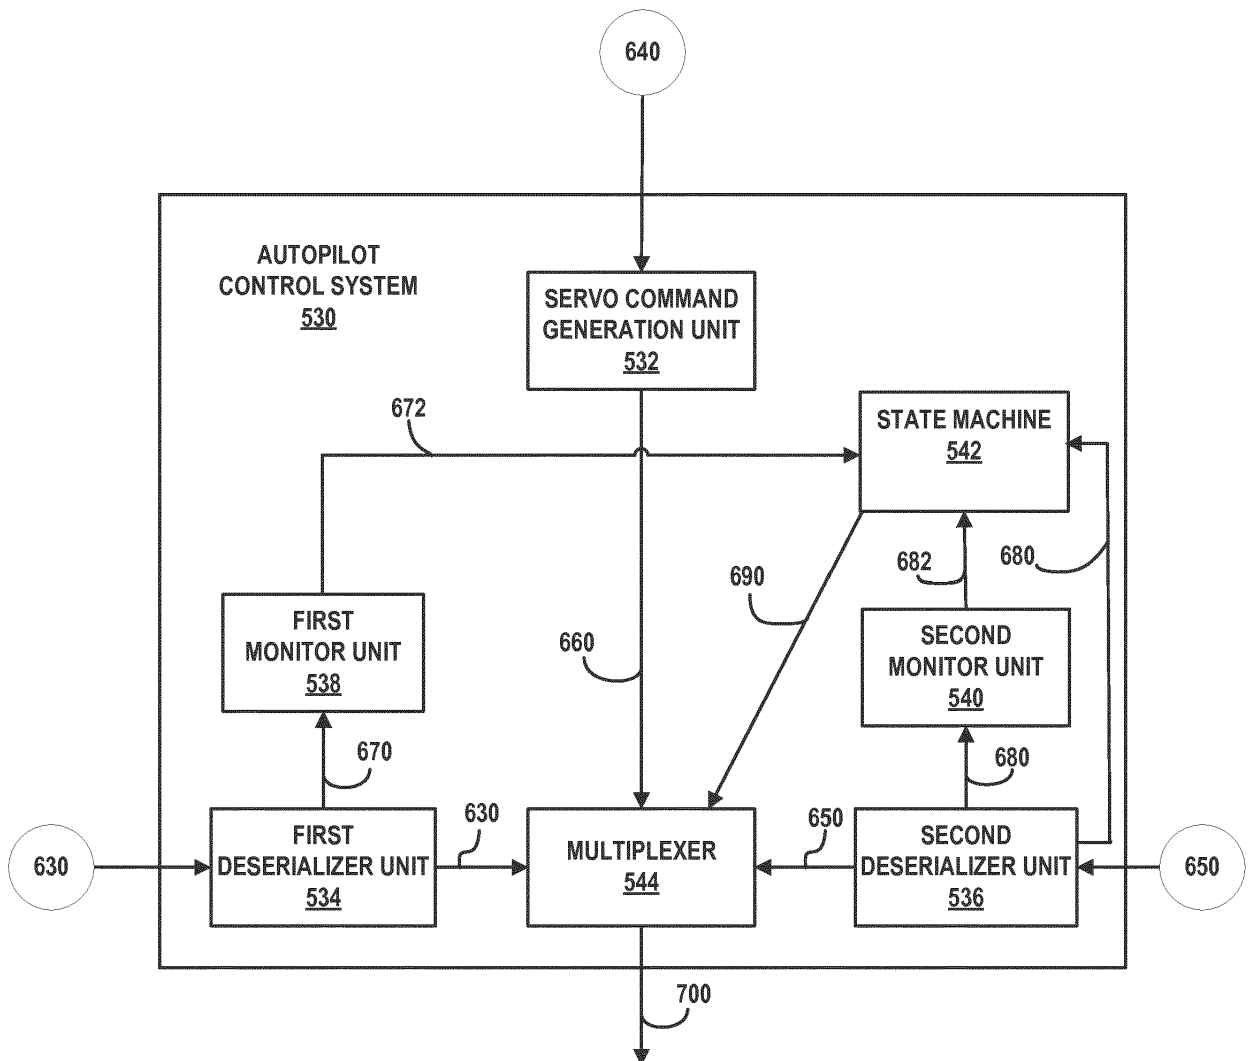 640
AUTOPILOT
CONTROL SYSTEM
530
SERVO COMMAND
GENERATION UNIT
532
672
STATE MACHINE
542
682
680
690
FIRST
MONITOR UNIT
538
660
SECOND
MONITOR UNIT
540
670
680
630
FIRST
DESERIALIZER UNIT
534
630
MULTIPLEXER
544
650
SECOND
DESERIALIZER UNIT
536
650
700